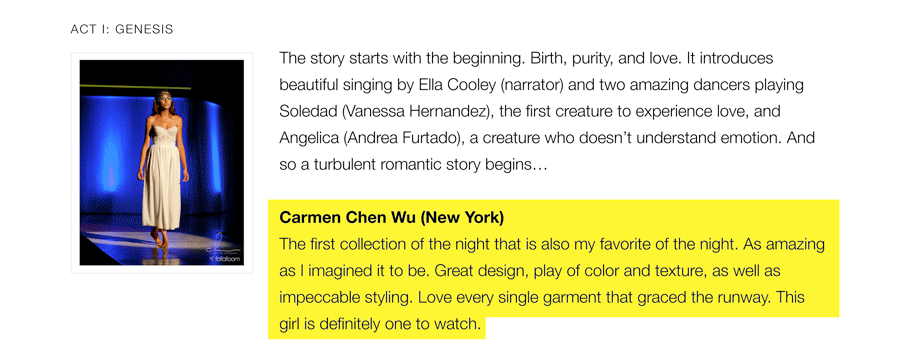 ACT I: GENESIS
The story starts with the beginning. Birth, purity, and love. It introduces
beautiful singing by Ella Cooley (narrator) and two amazing dancers playing
Soledad (Vanessa Hernandez), the first creature to experience love, and
Angelica (Andrea Furtado), a creature who doesn’t understand emotion. And
so a turbulent romantic story begins…
Carmen Chen Wu (New York)
The first collection of the night that is also my favorite of the night. As amazing
as I imagined it to be. Great design, play of color and texture, as well as
impeccable styling. Love every single garment that graced the runway. This
girl is definitely one to watch.